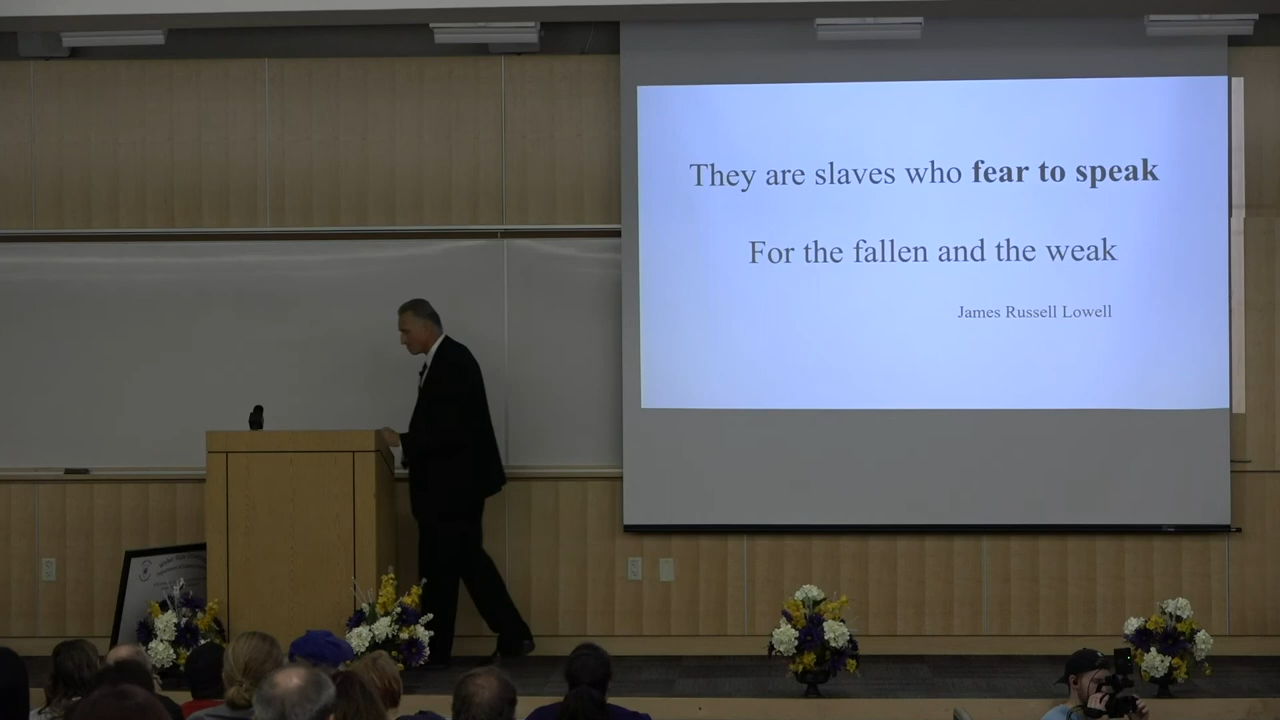 They are slaves who fear to speak
For the fallen and the weak
James Russell Lowell